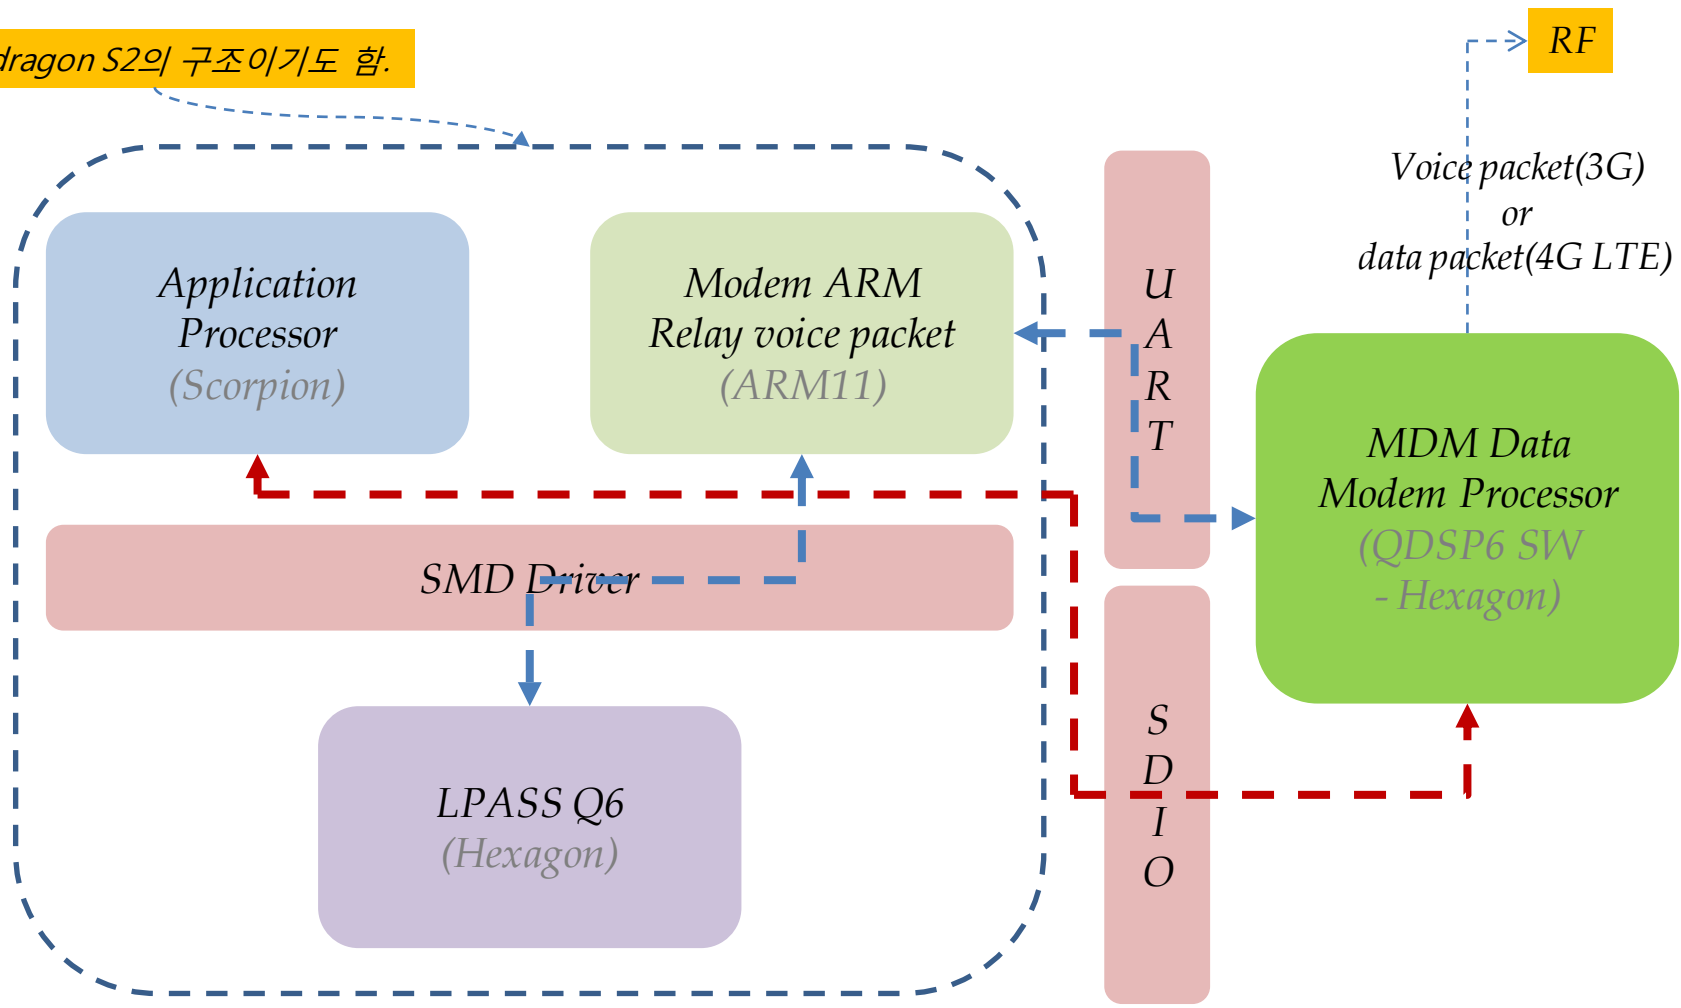 dragon S2의 구조이기도 함.
RF
Voice packet(3G)
or
data packet(4G LTE)
Application
Processor
(Scorpion)
Modem ARM
Relay voice packet
(ARM11)
U
A
R
T
MDM Data
Modem Processor
(QDSP6 SW
- Hexagon)
SMD Driver
LPASS Q6
(Hexagon)
S
D
I
O